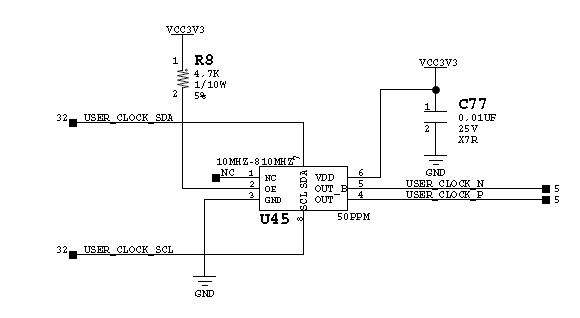 VCC3V3
R8
1
4.7K
1/10W
5%
2
VCC3V3
1
C77
0.01UF
25V
X7R
2
GND
32
USER_CLOCK_SDA
10MHZ-810MHZ
7
NC
1
NC
SDA
VDD
6
2
OE
OUT_B
5
USER_CLOCK_N
5
3
GND
SCL
OUT
4
USER_CLOCK_P
5
U45
8
50PPM
32
USER_CLOCK_SCL
GND